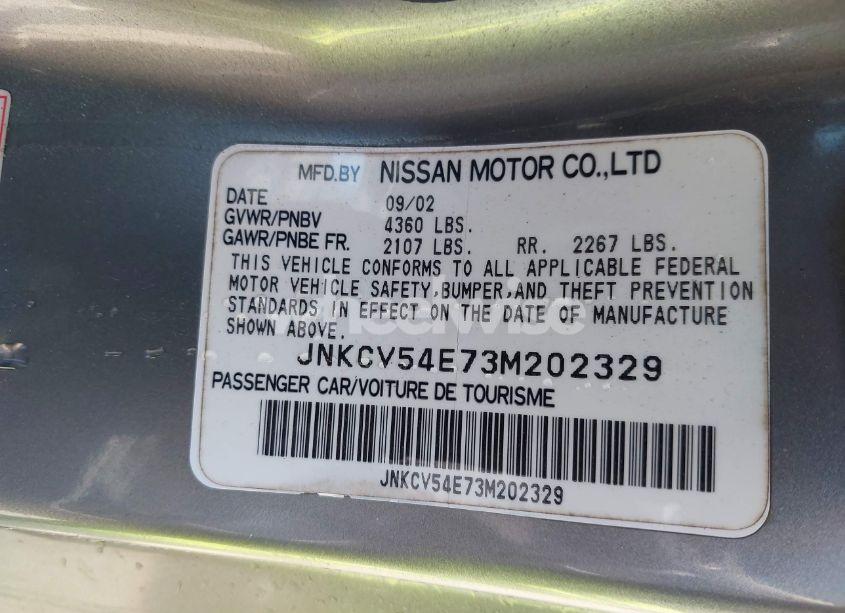 MFD.BY NISSAN MOTOR CO.,LTD
DATE 09/02
GVWR/PNBV 4360 LBS.
GAWR/PNBE FR. 2107 LBS. RR. 2267 LBS.
THIS VEHICLE CONFORMS TO ALL APPLICABLE FEDERAL
MOTOR VEHICLE SAFETY,BUMPER,AND THEFT PREVENTION
STANDARDS IN EFFECT ON THE DATE OF MANUFACTURE
SHOWN ABOVE.
JNKCV54E73M202329
PASSENGER CAR/VOITURE DE TOURISME
JNKCV54E73M202329